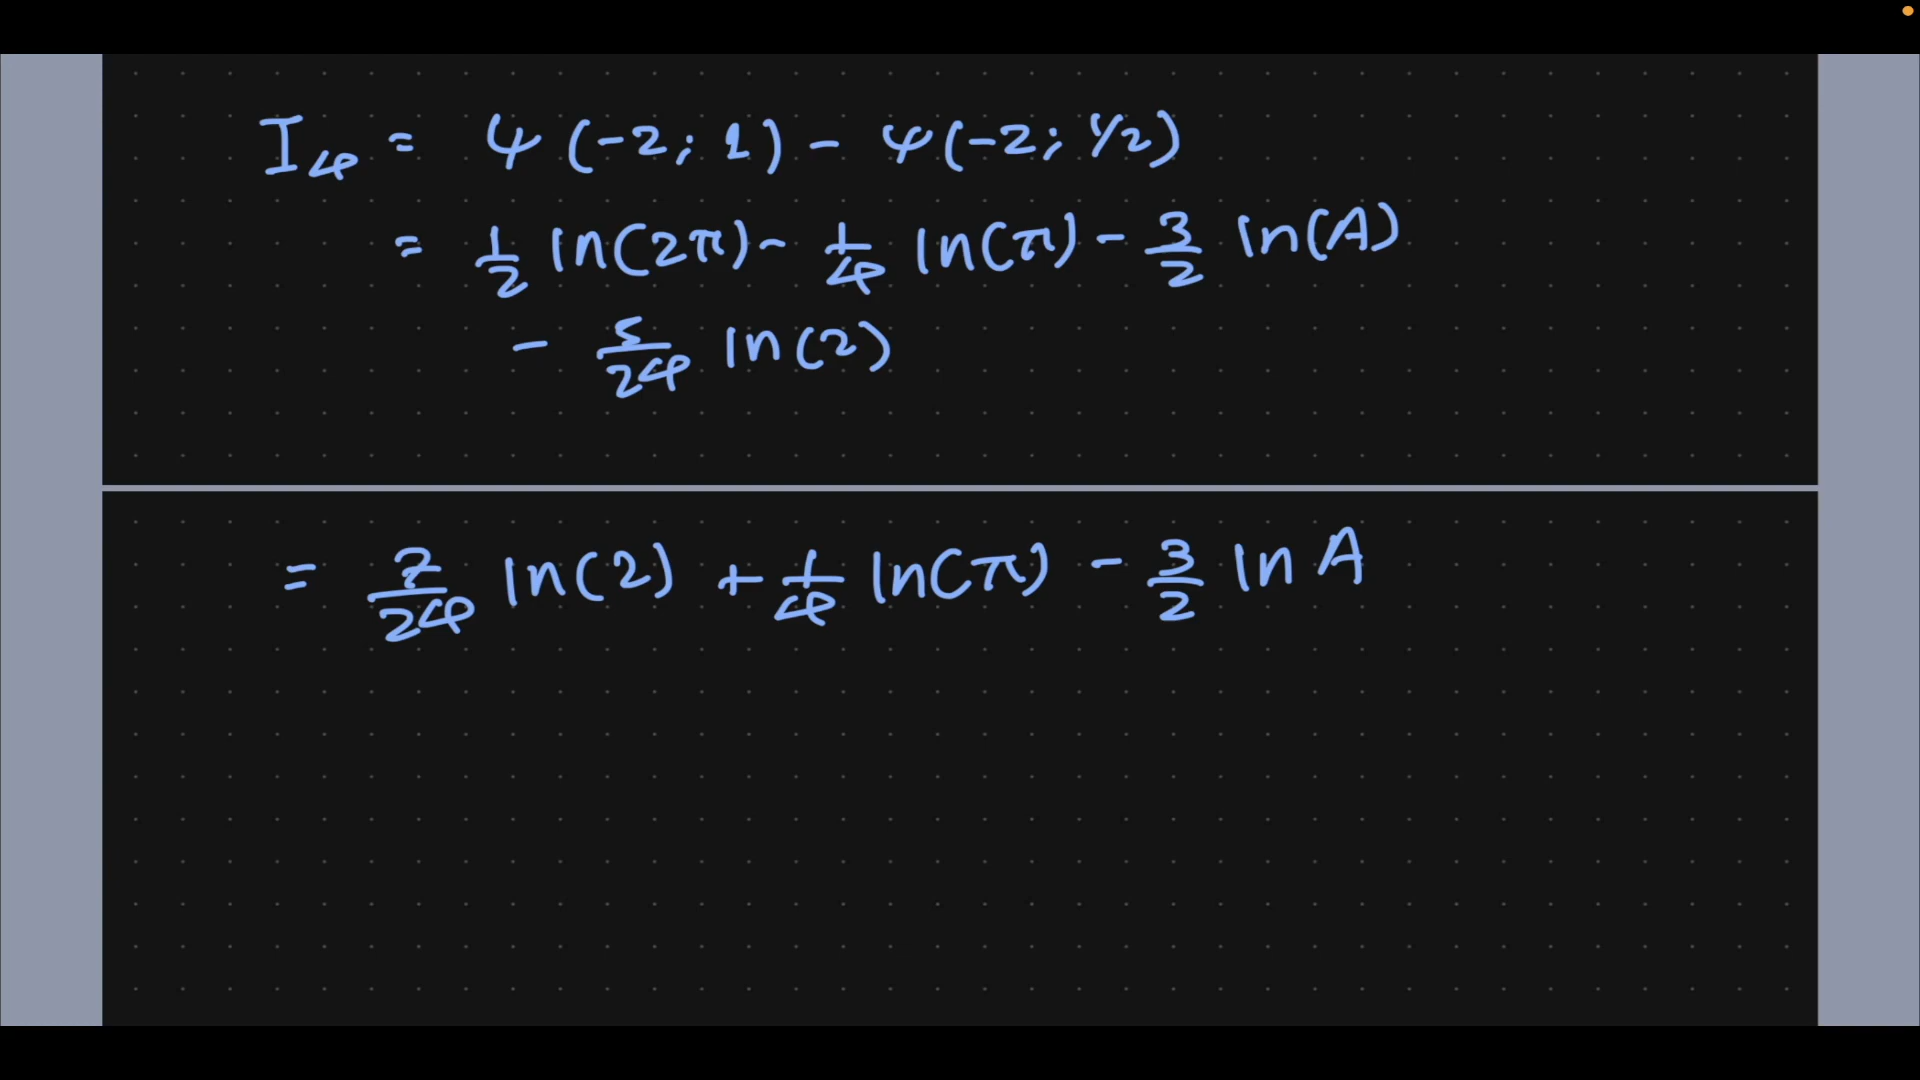 I₄ = ψ(-2; 1) - ψ(-2; 1/2)
= 1/2 ln(2π) - 1/4 ln(π) - 3/2 ln(A)
- 5/24 ln(2)
= 7/24 ln(2) + 1/4 ln(π) - 3/2 ln A